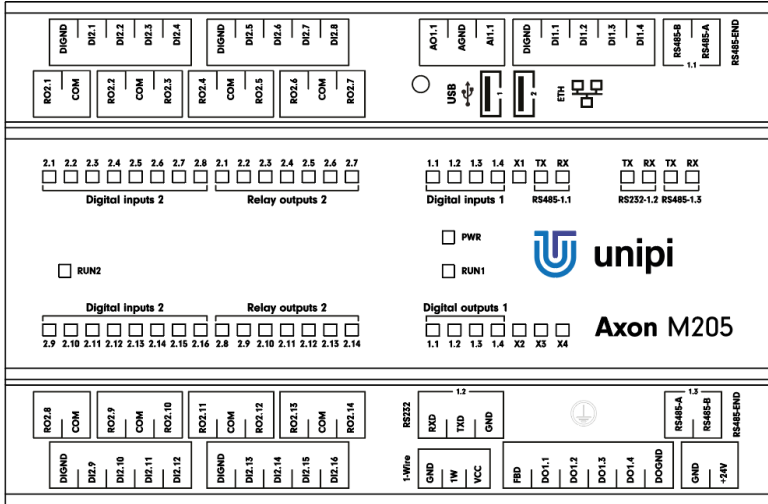 DIGND DI2.1 DI2.2 DI2.3 DI2.4 DIGND DI2.5 DI2.6 DI2.7 DI2.8 AO1.1 AGND AI1.1 DIGND DI1.1 DI1.2 DI1.3 DI1.4 RS485-B RS485-A RS485-END
1.1
RO2.1 COM RO2.2 COM RO2.3 RO2.4 COM RO2.5 RO2.6 COM RO2.7 USB 1 2 ETH
2.1 2.2 2.3 2.4 2.5 2.6 2.7 2.8 2.1 2.2 2.3 2.4 2.5 2.6 2.7 1.1 1.2 1.3 1.4 X1 TX RX TX RX TX RX
Digital inputs 2 Relay outputs 2 Digital inputs 1 RS485-1.1 RS232-1.2 RS485-1.3
PWR
unipi
RUN2 RUN1
Digital inputs 2 Relay outputs 2 Digital outputs 1
Axon M205
2.9 2.10 2.11 2.12 2.13 2.14 2.15 2.16 2.8 2.9 2.10 2.11 2.12 2.13 2.14 1.1 1.2 1.3 1.4 X2 X3 X4
1.2 1.3
RO2.8 COM RO2.9 COM RO2.10 RO2.11 COM RO2.12 RO2.13 COM RO2.14 RS232 RXD TXD GND RS485-A RS485-B RS485-END
DIGND DI2.9 DI2.10 DI2.11 DI2.12 DIGND DI2.13 DI2.14 DI2.15 DI2.16 1-Wire GND 1W VCC FBD DO1.1 DO1.2 DO1.3 DO1.4 DOGND GND +24V